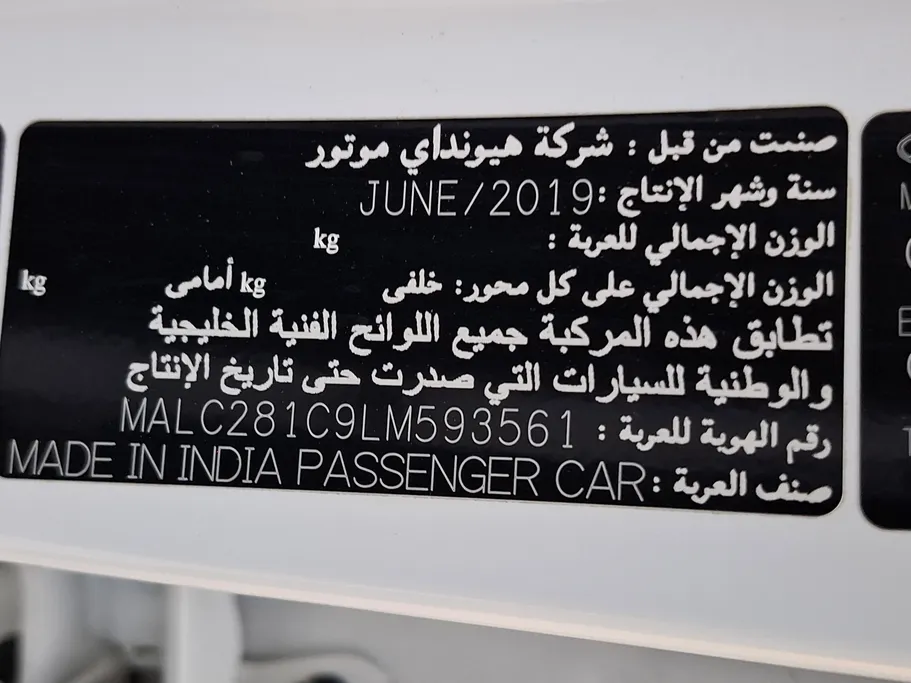 صنعت من قبل : شركة هيونداي موتور
سنة وشهر الإنتاج :JUNE/2019
الوزن الإجمالي للعربة : kg
الوزن الإجمالي على كل محور: خلفى kg أمامى kg
تطابق هذه المركبة جميع اللوائح الفنية الخليجية
والوطنية للسيارات التي صدرت حتى تاريخ الإنتاج
رقم الهوية للعربة : MALC281C9LM593561
صنف العربة : MADE IN INDIA PASSENGER CAR